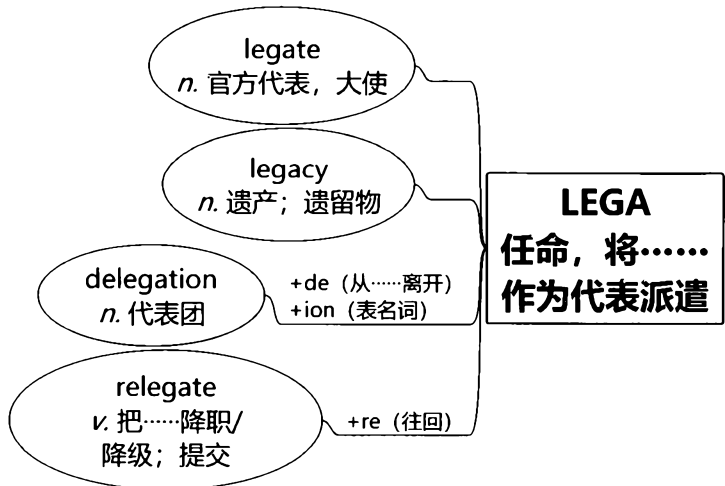 legate
n. 官方代表，大使
legacy
n. 遗产；遗留物
delegation
n. 代表团
+de（从……离开）
+ion（表名词）
relegate
v. 把……降职/
降级；提交
+re（往回）
LEGA
任命，将……
作为代表派遣